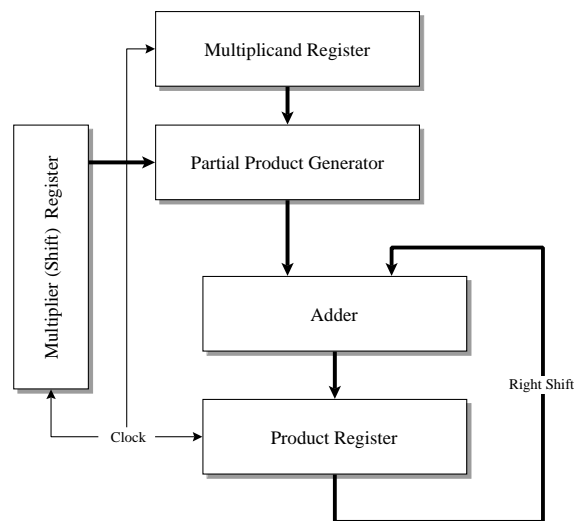 Multiplicand Register
Partial Product Generator
Multiplier (Shift) Register
Adder
Right Shift
Product Register
Clock